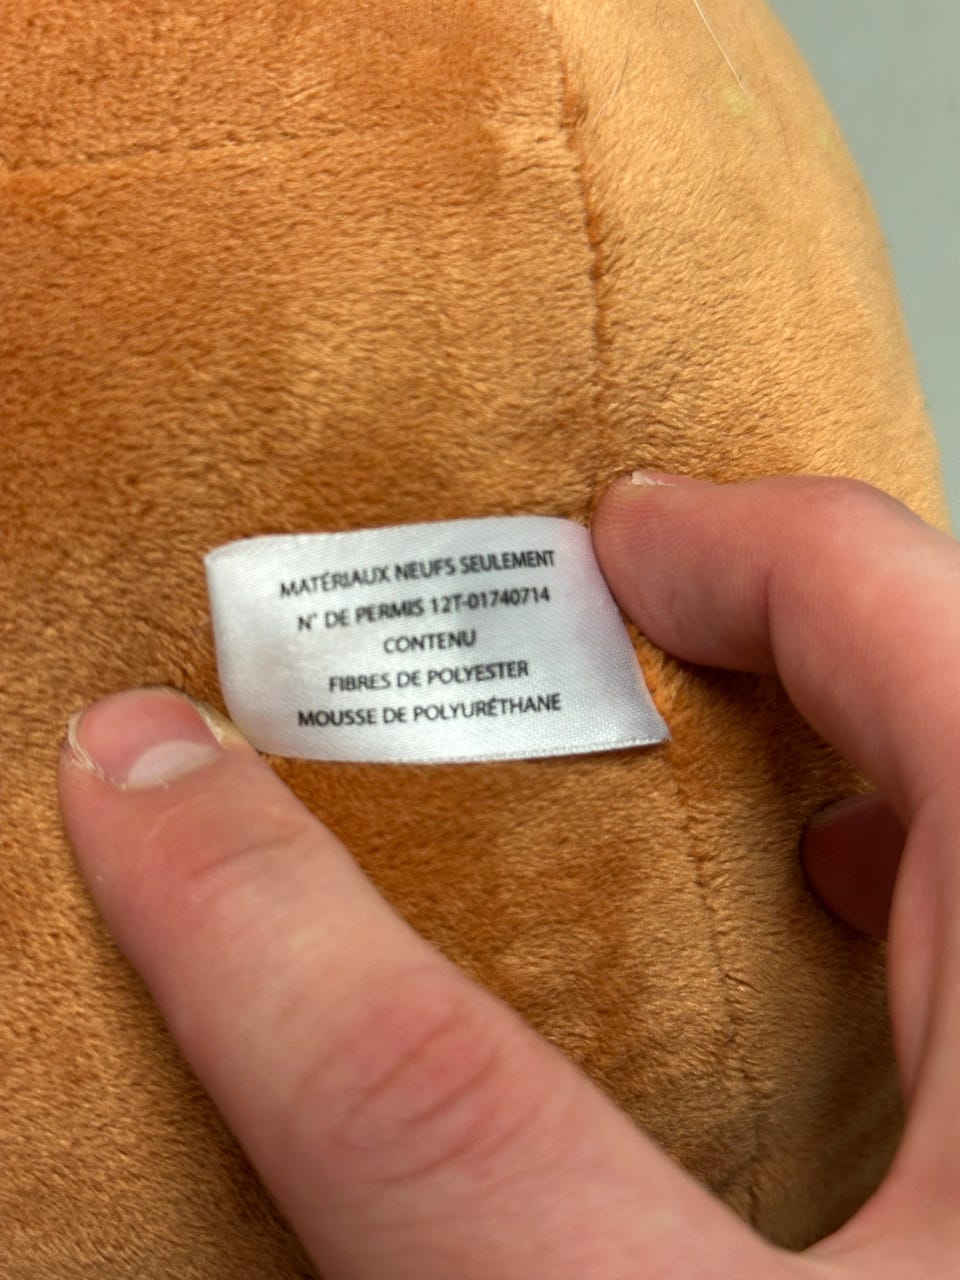 MATÉRIAUX NEUFS SEULEMENT
N° DE PERMIS 12T-01740714
CONTENU
FIBRES DE POLYESTER
MOUSSE DE POLYURÉTHANE